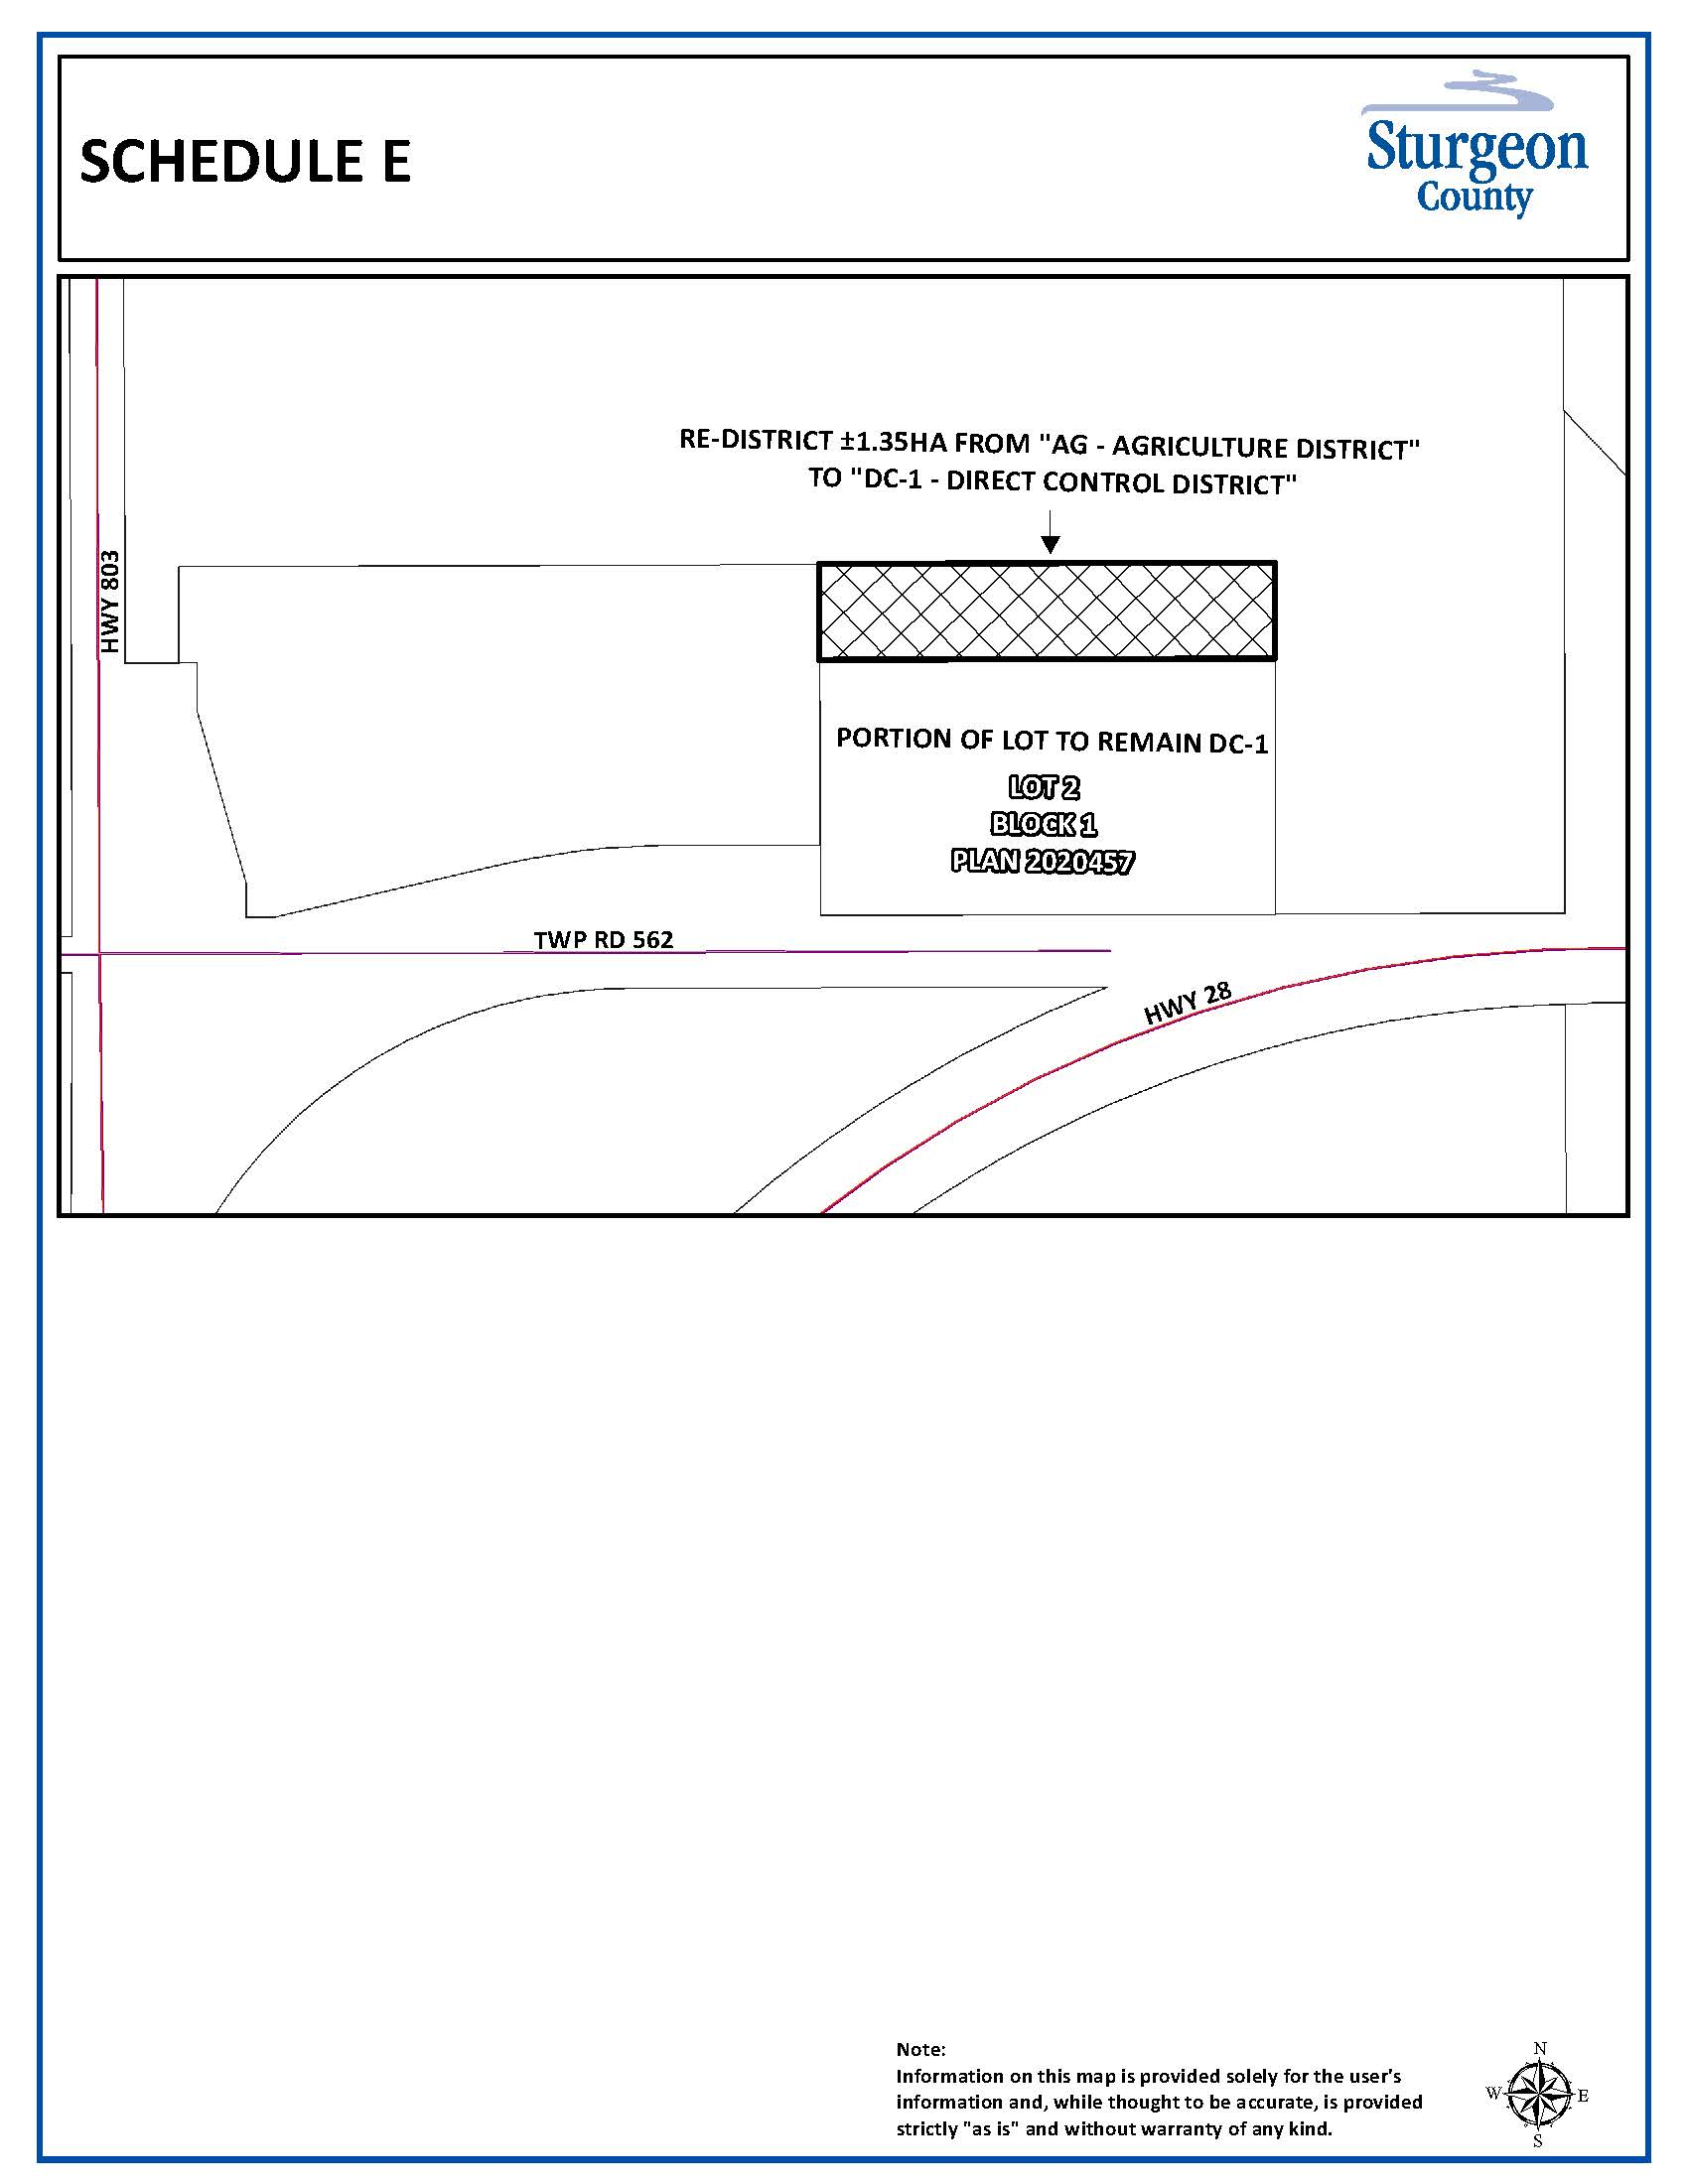 SCHEDULE E
Sturgeon
County
RE-DISTRICT ±1.35HA FROM "AG - AGRICULTURE DISTRICT"
TO "DC-1 - DIRECT CONTROL DISTRICT"
HWY 803
PORTION OF LOT TO REMAIN DC-1
LOT 2
BLOCK 1
PLAN 2020457
TWP RD 562
HWY 28
Note:
Information on this map is provided solely for the user's
information and, while thought to be accurate, is provided
strictly "as is" and without warranty of any kind.
N
W
E
S